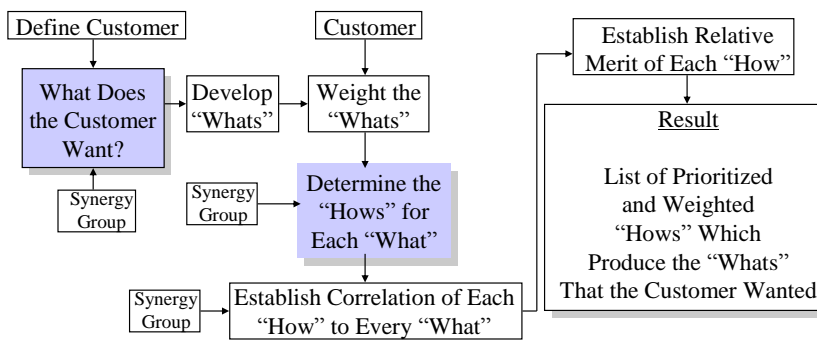 Define Customer
What Does
the Customer
Want?
Synergy
Group
Develop
“Whats”
Customer
Weight the
“Whats”
Synergy
Group
Determine the
“Hows” for
Each “What”
Synergy
Group
Establish Correlation of Each
“How” to Every “What”
Establish Relative
Merit of Each “How”
Result
List of Prioritized
and Weighted
“Hows” Which
Produce the “Whats”
That the Customer Wanted